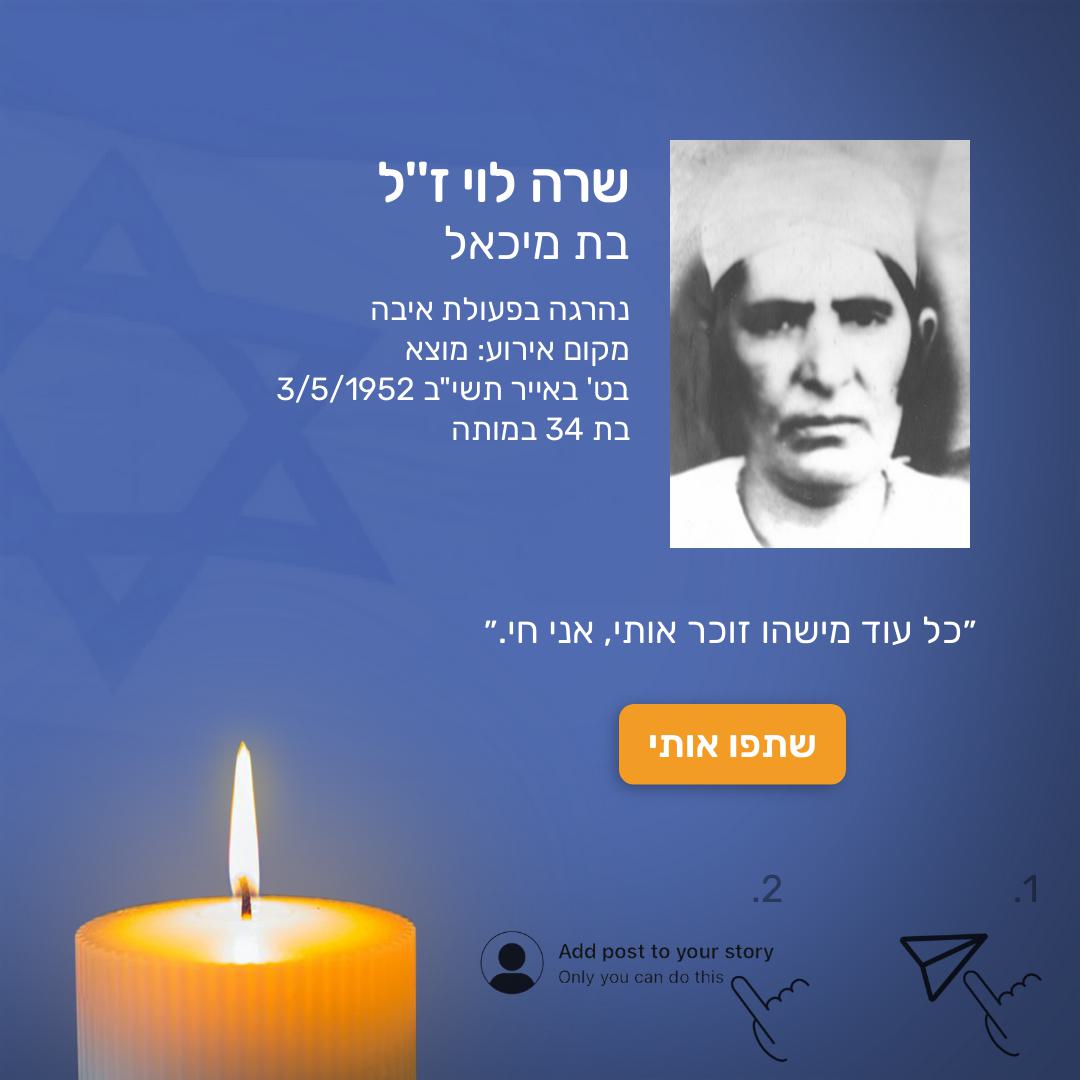 שרה לוי ז"ל
בת מיכאל
נהרגה בפעולת איבה
מקום אירוע: מוצא
בט' באייר תשי"ב 3/5/1952
בת 34 במותה
"כל עוד מישהו זוכר אותי, אני חי."
שתפו אותי
.1
.2
Add post to your story
Only you can do this